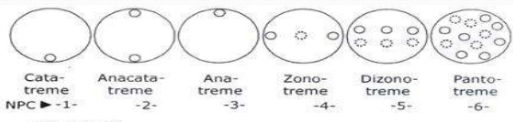 Cata- Anacata- Ana- Zono- Dizono- Panto-
treme treme treme treme treme treme
NPC ► -1- -2- -3- -4- -5- -6-